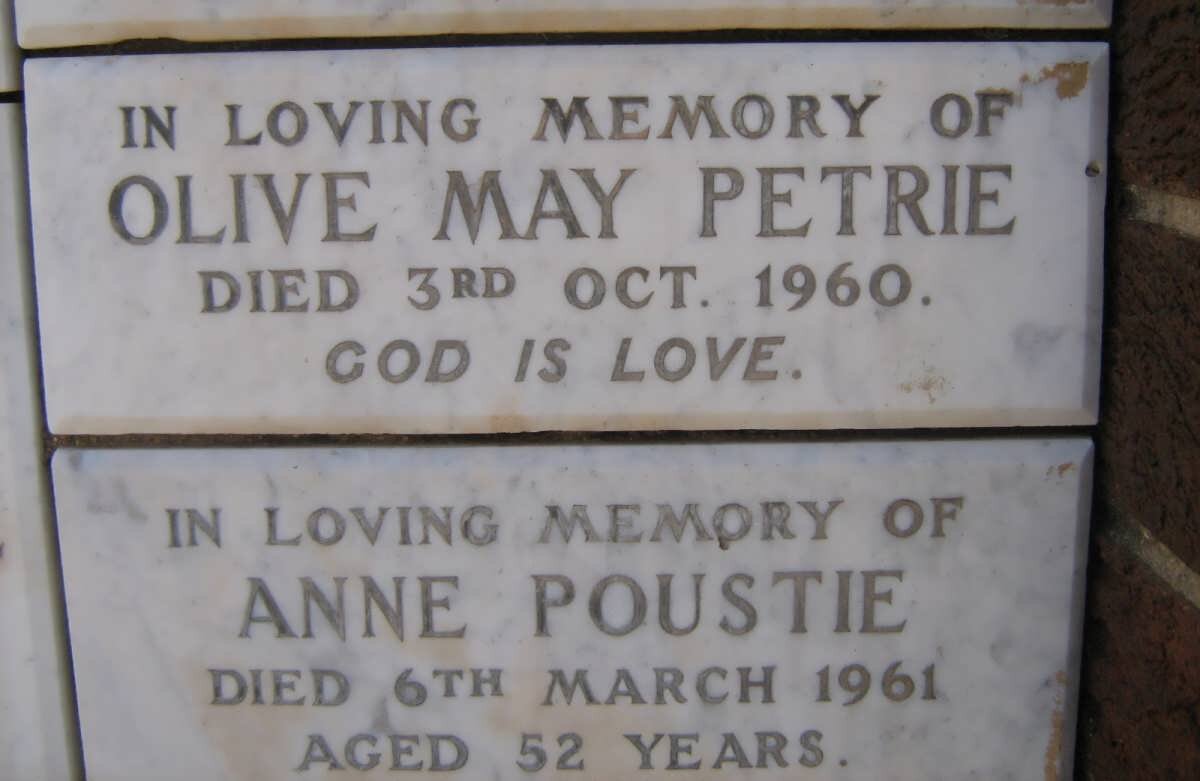 IN LOVING MEMORY OF
OLIVE MAY PETRIE
DIED 3RD OCT. 1960.
GOD IS LOVE.
IN LOVING MEMORY OF
ANNE POUSTIE
DIED 6TH MARCH 1961
AGED 52 YEARS.